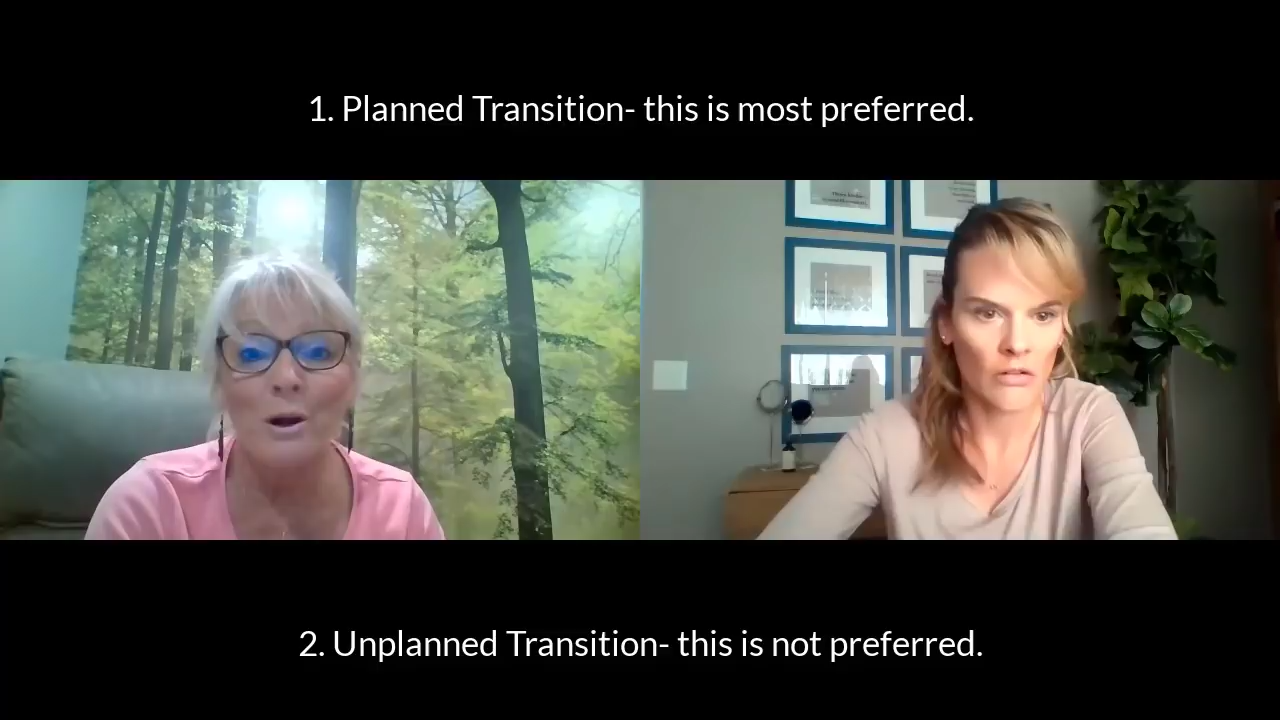 1. Planned Transition- this is most preferred.
2. Unplanned Transition- this is not preferred.